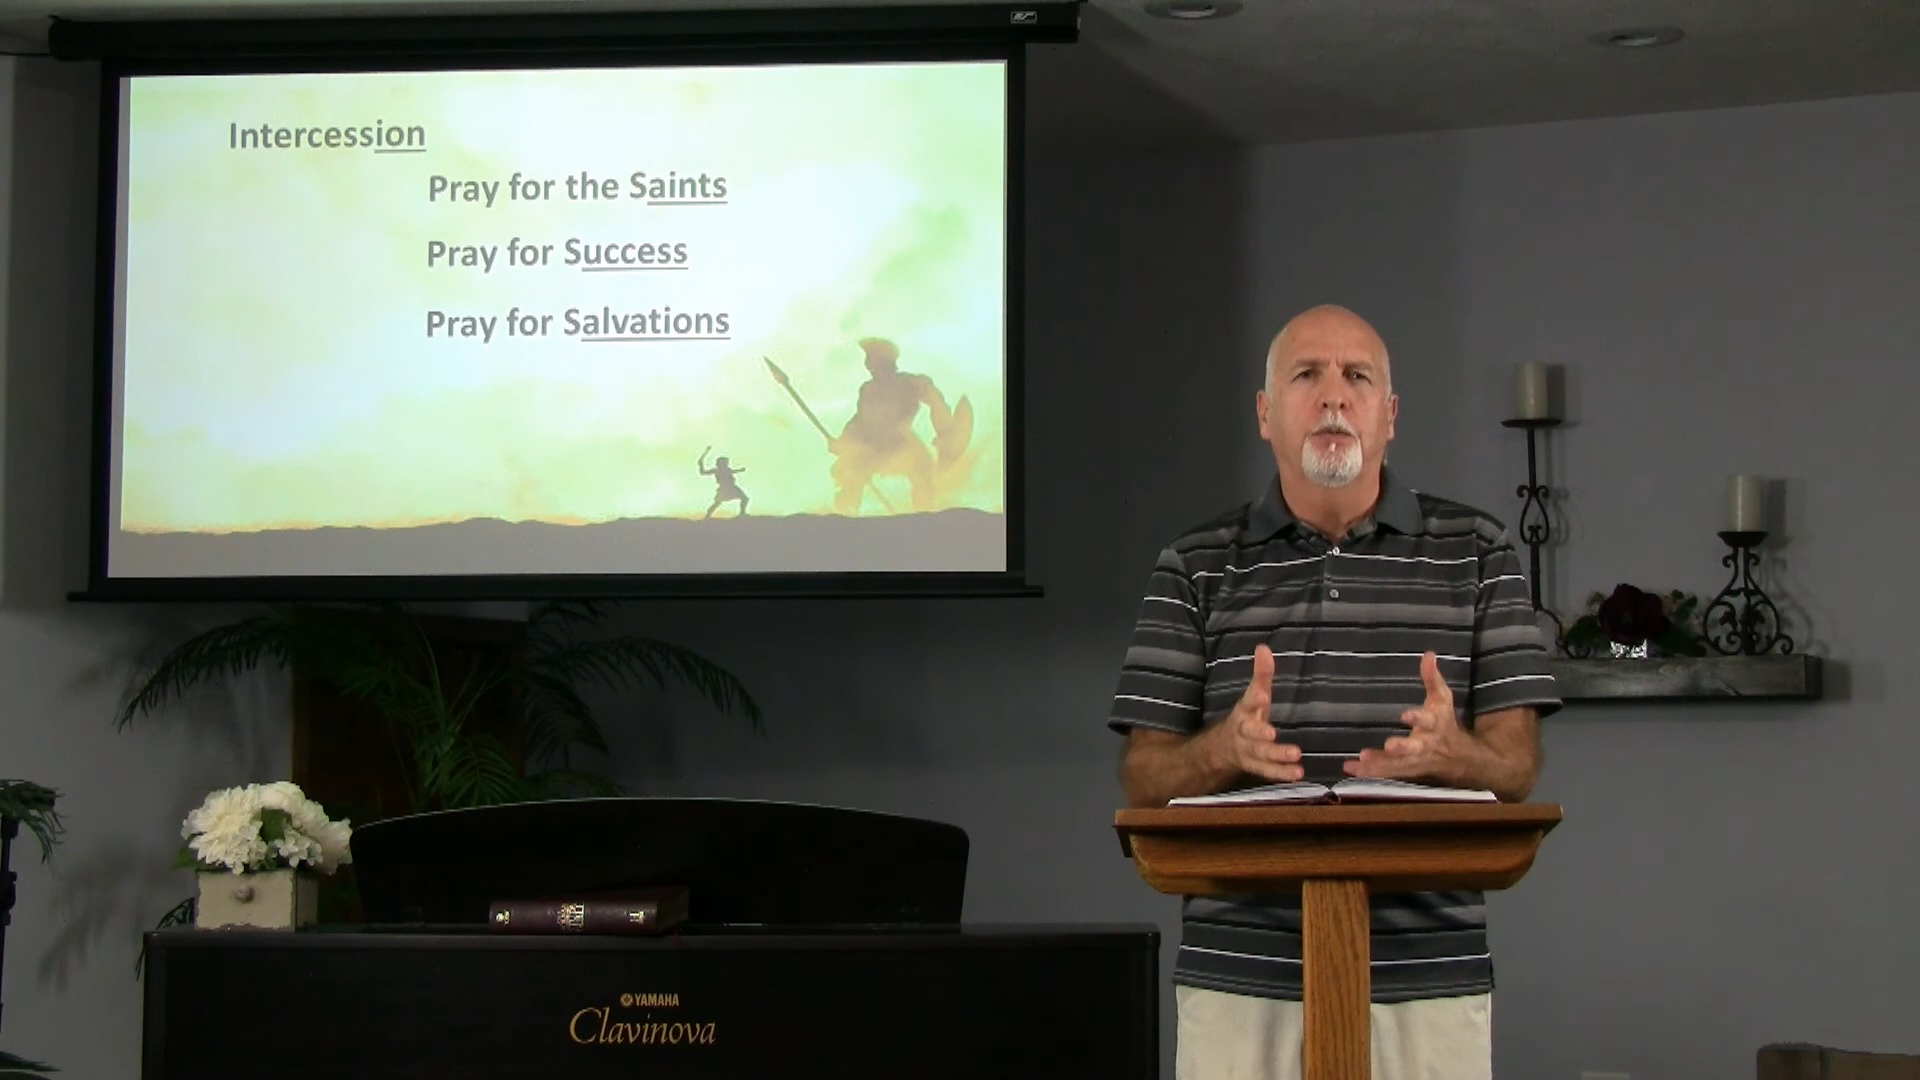 Intercession
Pray for the Saints
Pray for Success
Pray for Salvations
YAMAHA
Clavinova